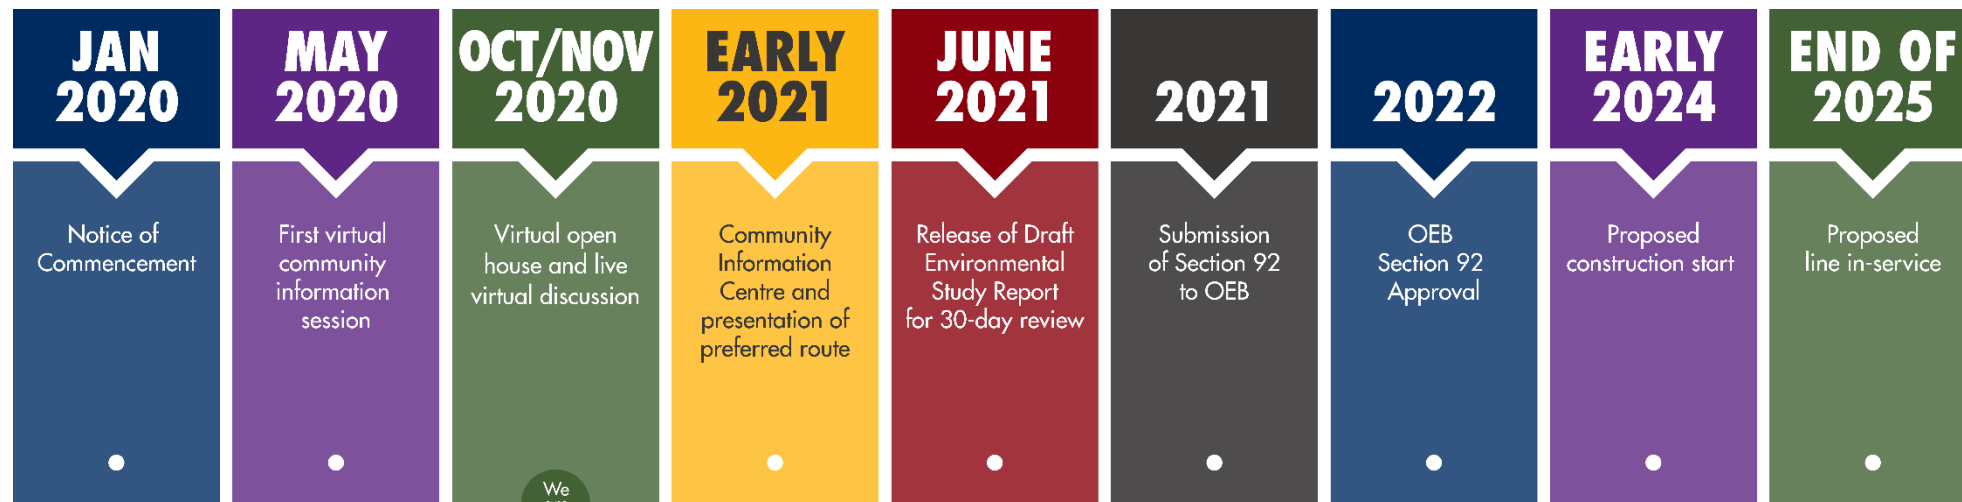 JAN
2020
Notice of
Commencement
MAY
2020
First virtual
community
information
session
OCT/NOV
2020
Virtual open
house and live
virtual discussion
We
EARLY
2021
Community
Information
Centre and
presentation of
preferred route
JUNE
2021
Release of Draft
Environmental
Study Report
for 30-day review
2021
Submission
of Section 92
to OEB
2022
OEB
Section 92
Approval
EARLY
2024
Proposed
construction start
END OF
2025
Proposed
line in-service